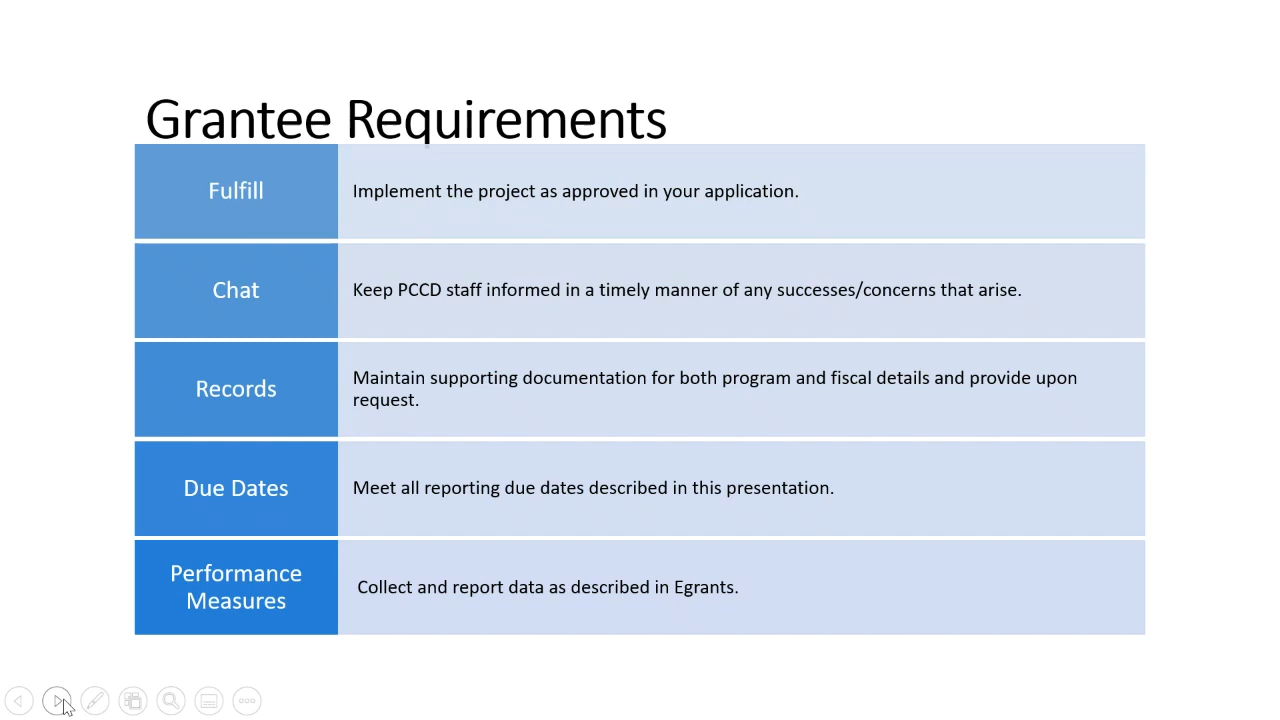 Grantee Requirements
Fulfill
Implement the project as approved in your application.
Chat
Keep PCCD staff informed in a timely manner of any successes/concerns that arise.
Records
Maintain supporting documentation for both program and fiscal details and provide upon
request.
Due Dates
Meet all reporting due dates described in this presentation.
Performance
Measures
Collect and report data as described in Egrants.